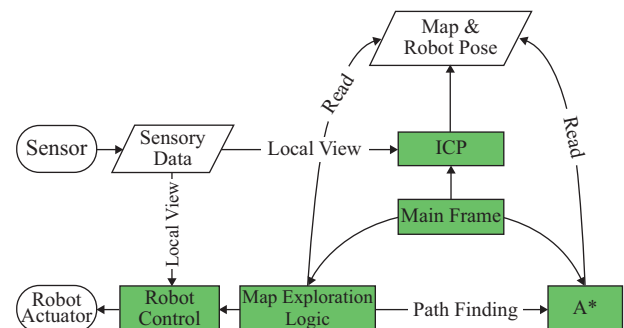 Map &
Robot Pose
Read
Read
Sensor
Sensory
Data
Local View
ICP
Local View
Main Frame
Robot
Actuator
Robot
Control
Map Exploration
Logic
Path Finding
A*